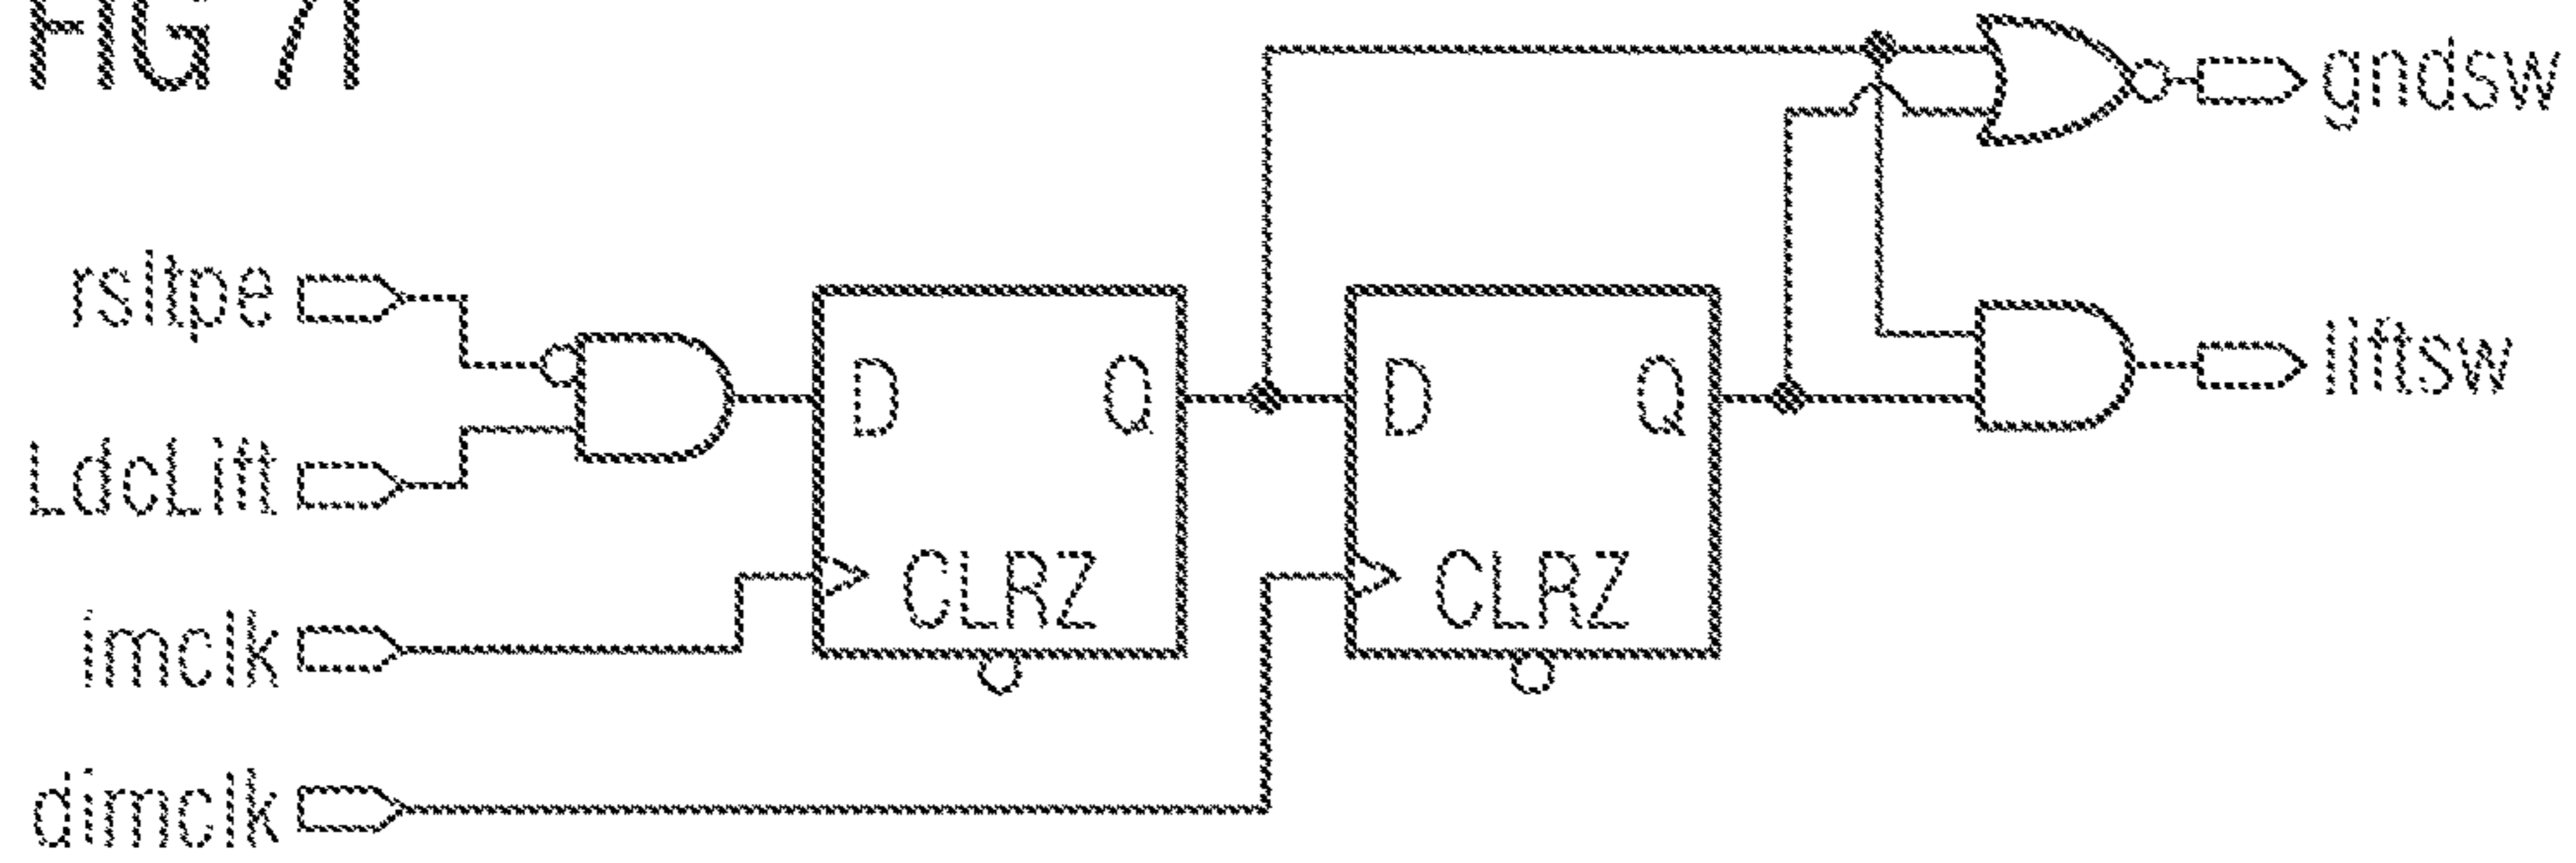 FIG 7I
gndsw
rsltpe
D
Q
D
Q
liftsw
LdcLift
CLRZ
CLRZ
imclk
dimclk